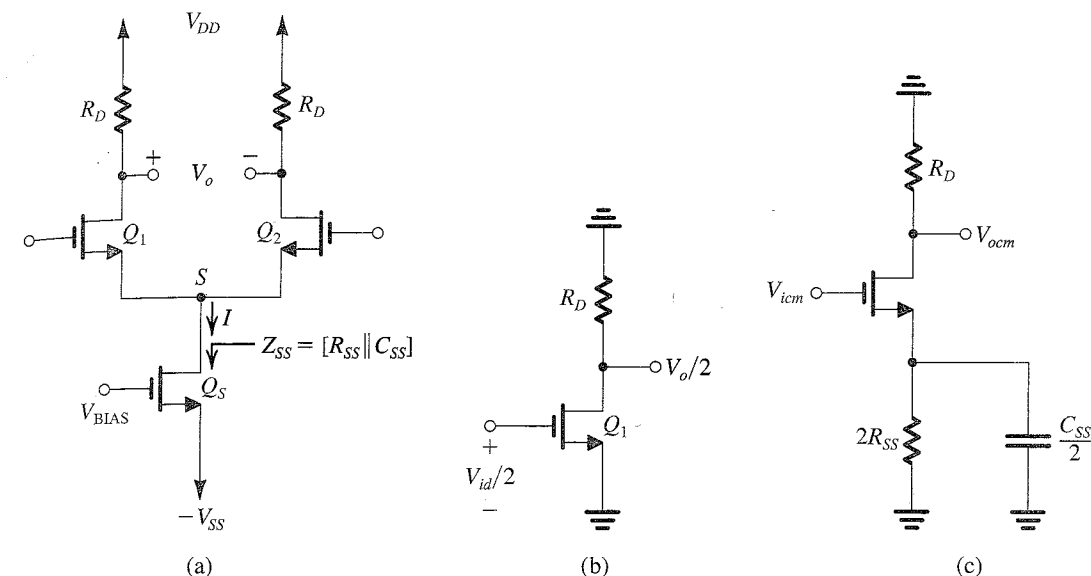 V_DD
R_D
R_D
+
V_o
−
Q_1
Q_2
S
I
Z_SS = [R_SS || C_SS]
Q_S
V_BIAS
−V_SS
(a)
R_D
V_o/2
Q_1
+
V_id/2
−
(b)
R_D
V_ocm
V_icm
2R_SS
C_SS
2
(c)